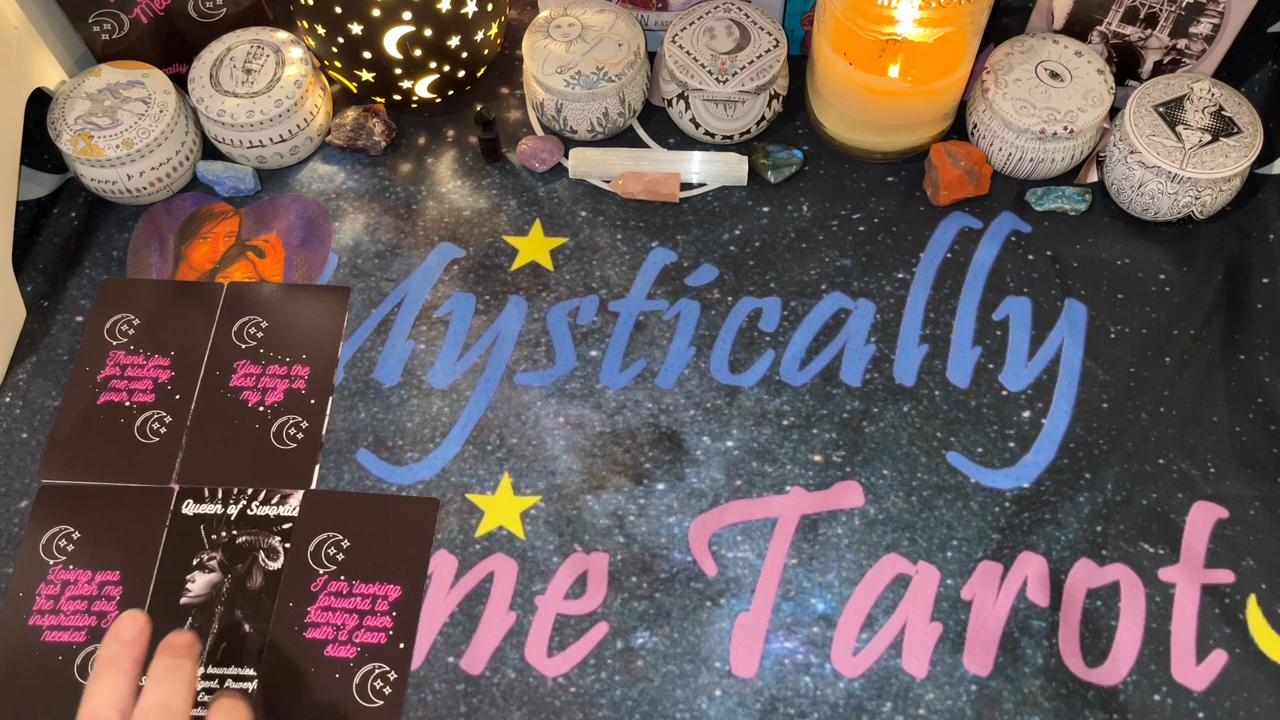 Mystically
ne Tarot
Thank you
for blessing
me with
your love
You are the
best thing in
my life
Loving you
has given me
the hope and
inspiration I
needed
Queen of Swords
boundaries,
I am looking
forward to
starting over
with a clean
slate